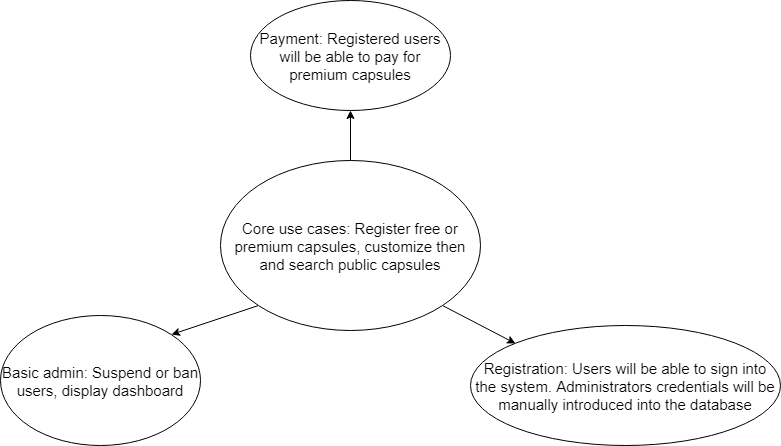 Payment: Registered users
will be able to pay for
premium capsules
Core use cases: Register free or
premium capsules, customize then
and search public capsules
Basic admin: Suspend or ban
users, display dashboard
Registration: Users will be able to sign into
the system. Administrators credentials will be
manually introduced into the database